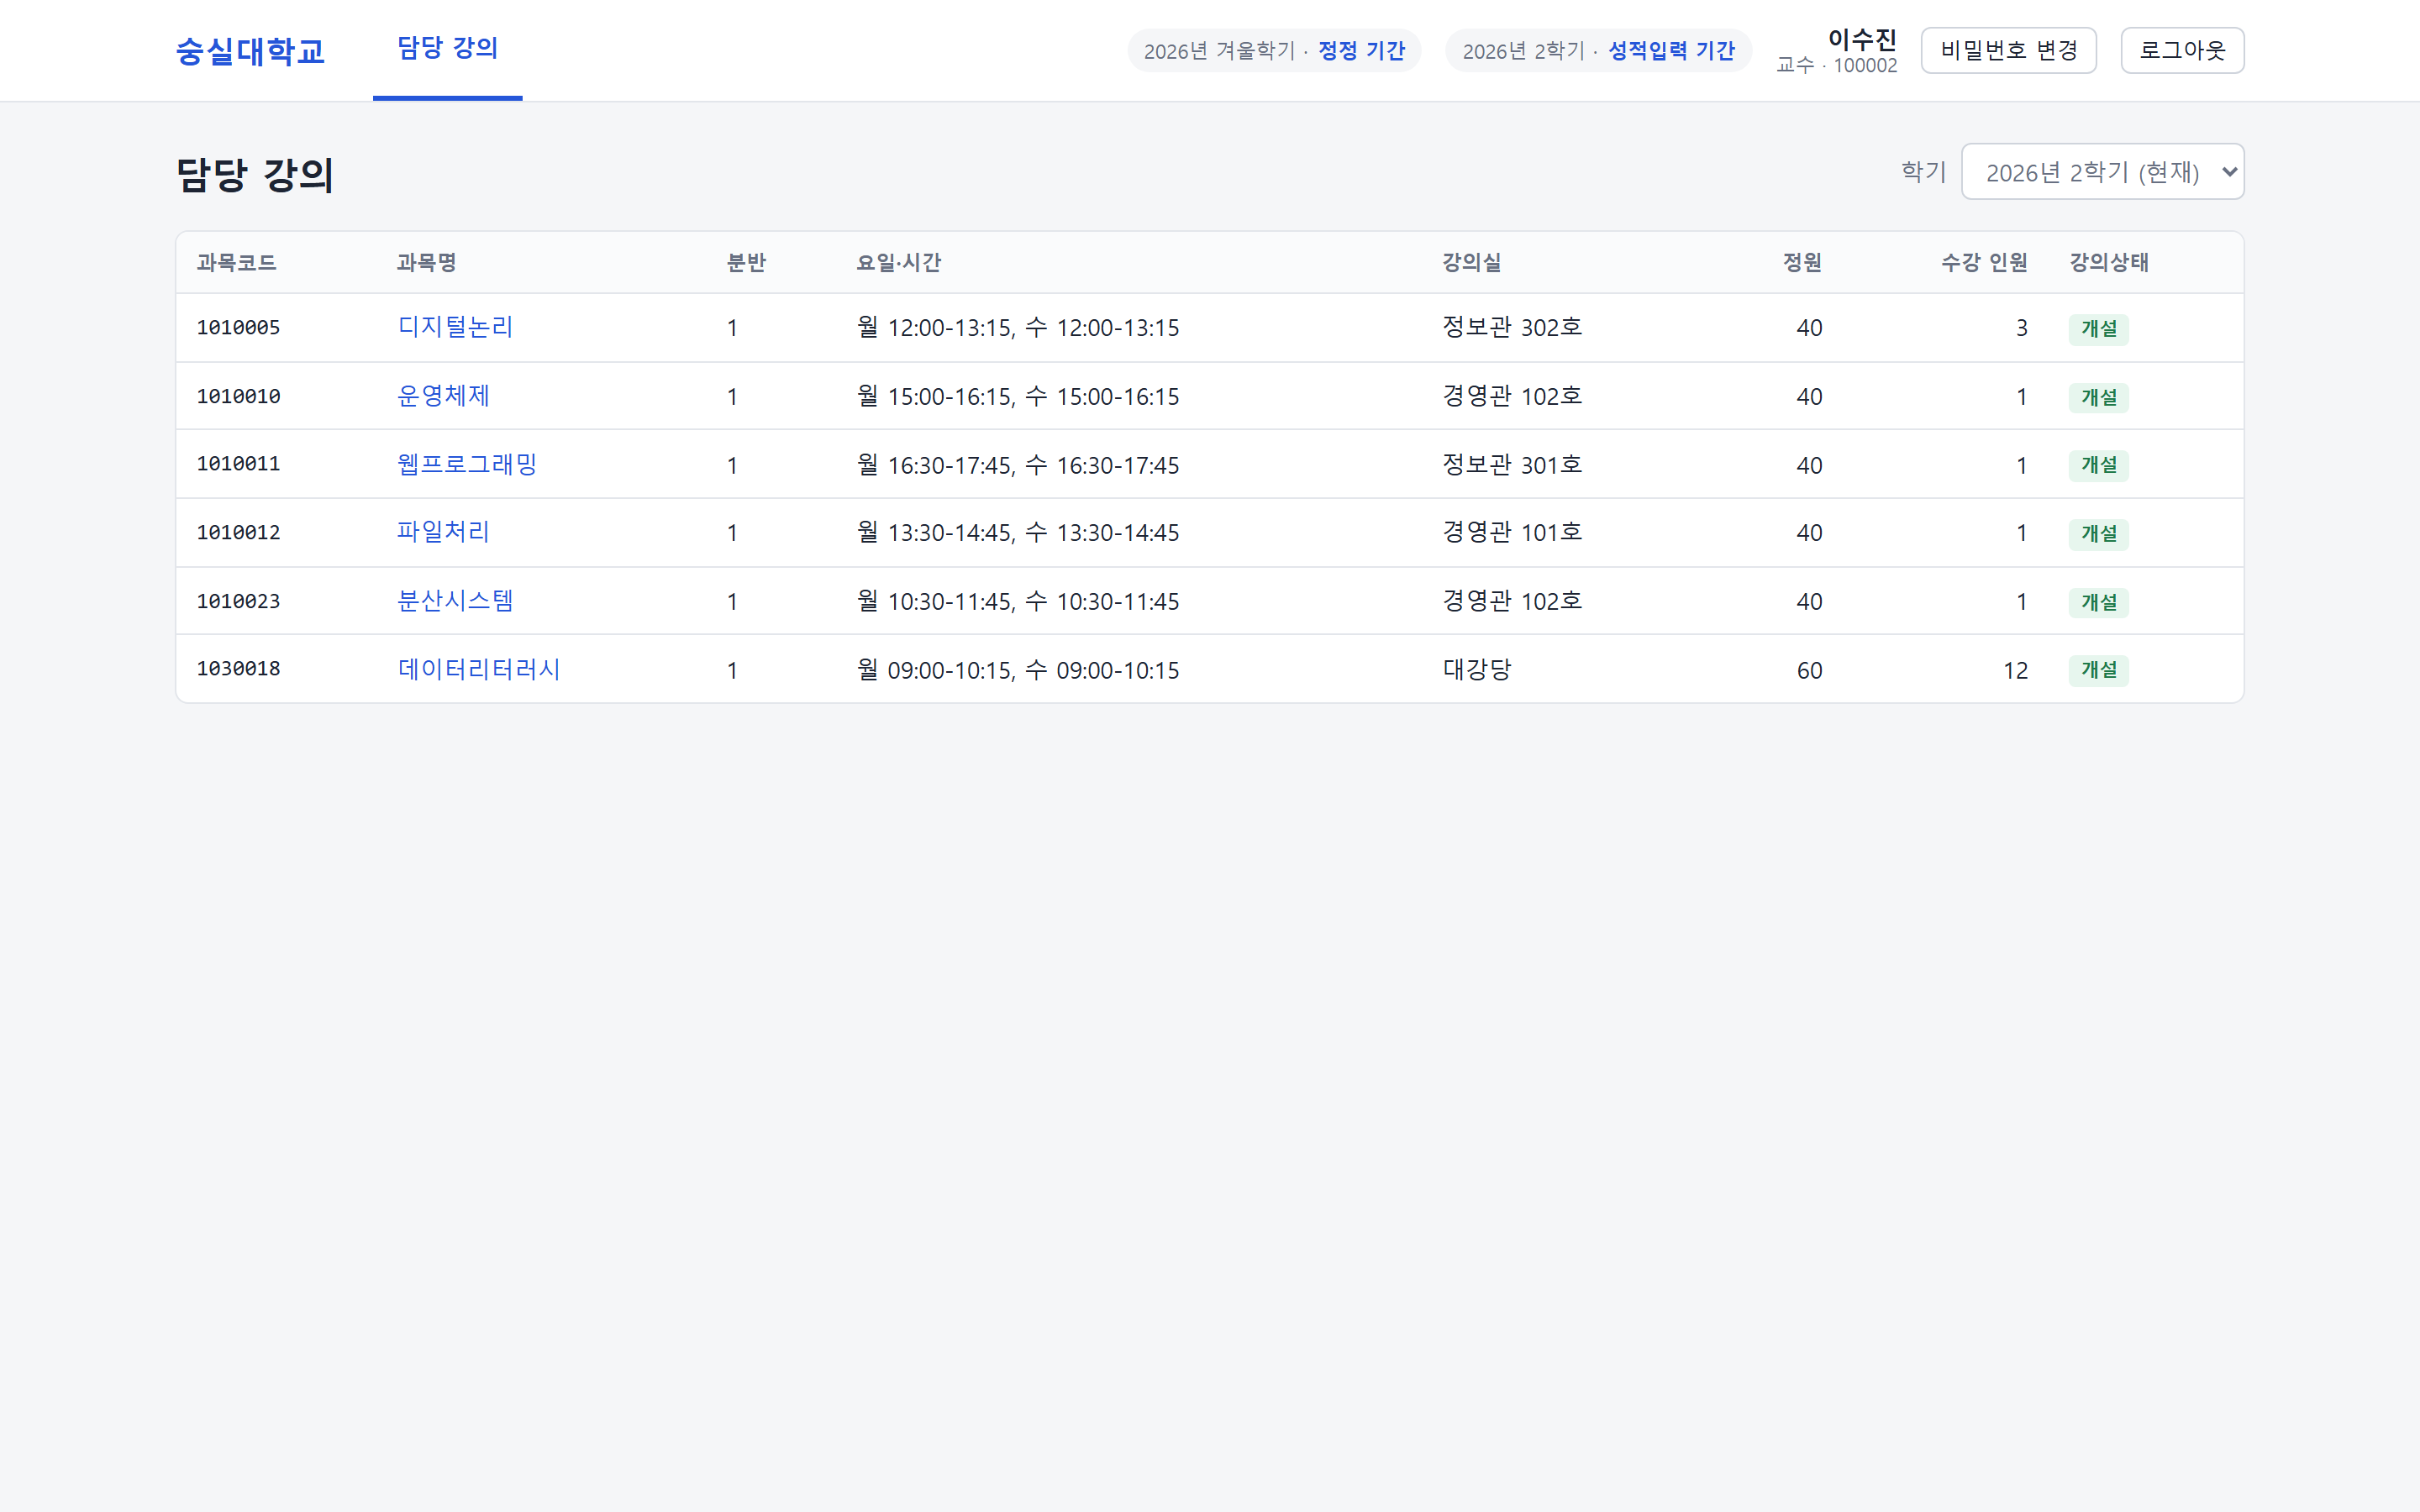 숭실대학교 담당 강의 2026년 겨울학기 · 정정 기간 2026년 2학기 · 성적입력 기간 이수진 비밀번호 변경 로그아웃
교수 · 100002
담당 강의 학기 2026년 2학기 (현재)
과목코드 과목명 분반 요일·시간 강의실 정원 수강 인원 강의상태
1010005 디지털논리 1 월 12:00-13:15, 수 12:00-13:15 정보관 302호 40 3 개설
1010010 운영체제 1 월 15:00-16:15, 수 15:00-16:15 경영관 102호 40 1 개설
1010011 웹프로그래밍 1 월 16:30-17:45, 수 16:30-17:45 정보관 301호 40 1 개설
1010012 파일처리 1 월 13:30-14:45, 수 13:30-14:45 경영관 101호 40 1 개설
1010023 분산시스템 1 월 10:30-11:45, 수 10:30-11:45 경영관 102호 40 1 개설
1030018 데이터리터러시 1 월 09:00-10:15, 수 09:00-10:15 대강당 60 12 개설